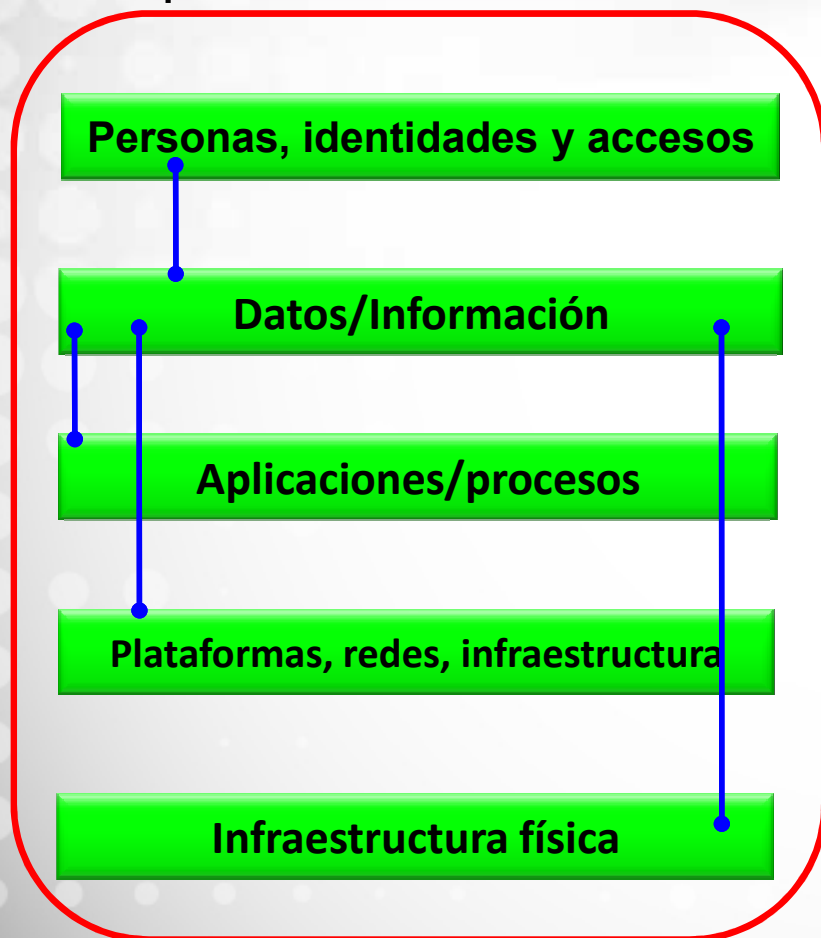 Personas, identidades y accesos
Datos/Información
Aplicaciones/procesos
Plataformas, redes, infraestructura
Infraestructura física